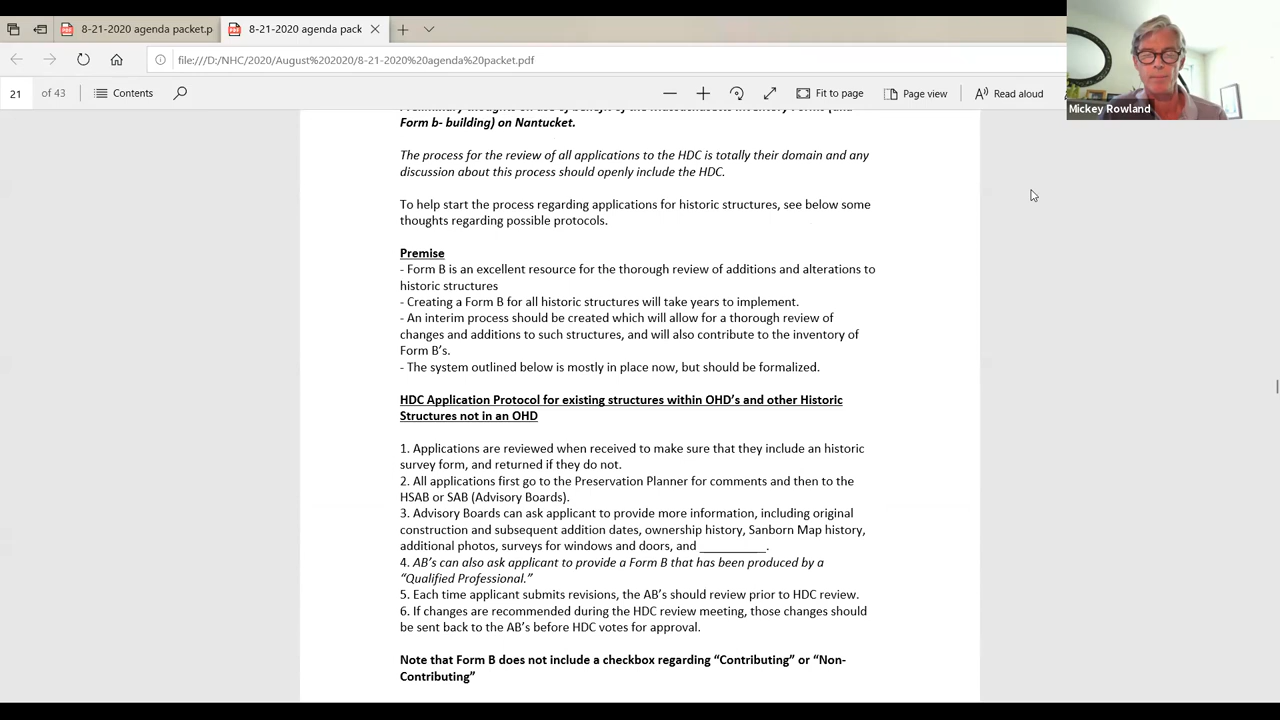 8-21-2020 agenda packet.p
8-21-2020 agenda pack
file:///D:/NHC/2020/August%202020/8-21-2020%20agenda%20packet.pdf
21 of 43 Contents Fit to page Page view Read aloud
Mickey Rowland
Form b- building) on Nantucket.
The process for the review of all applications to the HDC is totally their domain and any
discussion about this process should openly include the HDC.
To help start the process regarding applications for historic structures, see below some
thoughts regarding possible protocols.
Premise
- Form B is an excellent resource for the thorough review of additions and alterations to
historic structures
- Creating a Form B for all historic structures will take years to implement.
- An interim process should be created which will allow for a thorough review of
changes and additions to such structures, and will also contribute to the inventory of
Form B’s.
- The system outlined below is mostly in place now, but should be formalized.
HDC Application Protocol for existing structures within OHD’s and other Historic
Structures not in an OHD
1. Applications are reviewed when received to make sure that they include an historic
survey form, and returned if they do not.
2. All applications first go to the Preservation Planner for comments and then to the
HSAB or SAB (Advisory Boards).
3. Advisory Boards can ask applicant to provide more information, including original
construction and subsequent addition dates, ownership history, Sanborn Map history,
additional photos, surveys for windows and doors, and __________.
4. AB’s can also ask applicant to provide a Form B that has been produced by a
“Qualified Professional.”
5. Each time applicant submits revisions, the AB’s should review prior to HDC review.
6. If changes are recommended during the HDC review meeting, those changes should
be sent back to the AB’s before HDC votes for approval.
Note that Form B does not include a checkbox regarding “Contributing” or “Non-
Contributing”